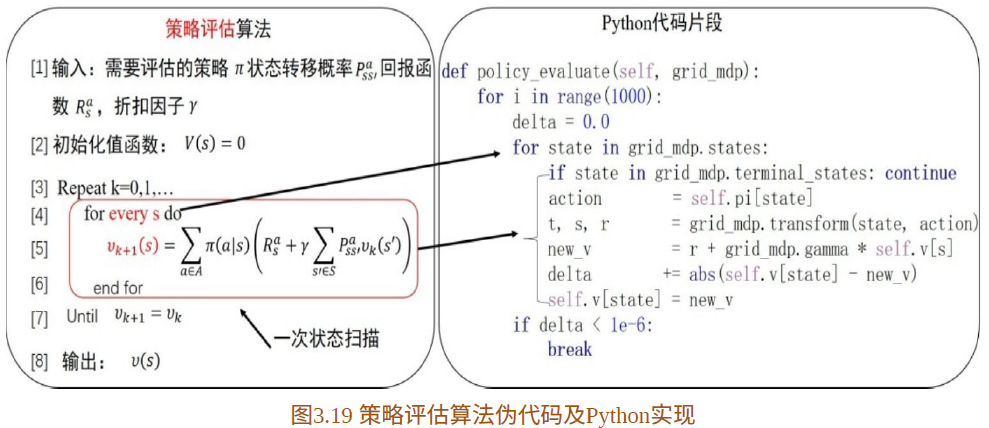 策略评估算法
[1] 输入：需要评估的策略 π 状态转移概率 P^a_{ss'}, 回报函
数 R^a_s，折扣因子 γ
[2] 初始化值函数： V(s) = 0
[3] Repeat k=0,1,…
[4] for every s do
[5] υ_{k+1}(s) = ∑_{a∈A} π(a|s) (R^a_s + γ ∑_{s'∈S} P^a_{ss'} υ_k(s'))
[6] end for
[7] Until υ_{k+1} = υ_k
一次状态扫描
[8] 输出： υ(s)
Python代码片段
def policy_evaluate(self, grid_mdp):
for i in range(1000):
delta = 0.0
for state in grid_mdp.states:
if state in grid_mdp.terminal_states: continue
action = self.pi[state]
t, s, r = grid_mdp.transform(state, action)
new_v = r + grid_mdp.gamma * self.v[s]
delta += abs(self.v[state] - new_v)
self.v[state] = new_v
if delta < 1e-6:
break
图3.19 策略评估算法伪代码及Python实现